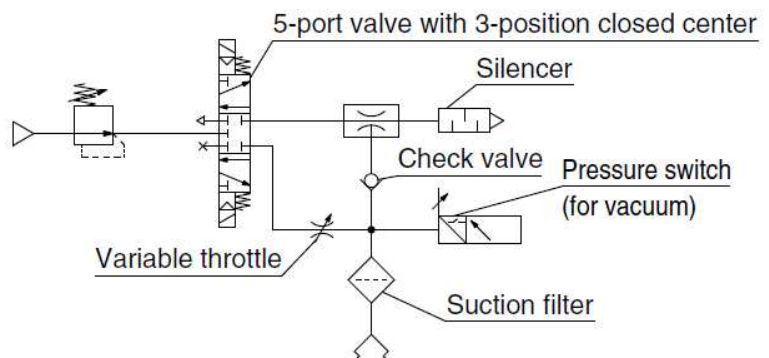 5-port valve with 3-position closed center
Silencer
Check valve
Pressure switch
(for vacuum)
Variable throttle
Suction filter